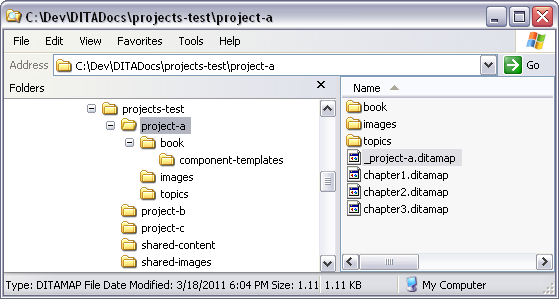 C:\Dev\DITADocs\projects-test\project-a
File Edit View Favorites Tools Help
Address C:\Dev\DITADocs\projects-test\project-a Go
Folders
projects-test
project-a
book
component-templates
images
topics
project-b
project-c
shared-content
shared-images
Name
book
images
topics
_project-a.ditamap
chapter1.ditamap
chapter2.ditamap
chapter3.ditamap
Type: DITAMAP File Date Modified: 3/18/2011 6:04 PM Size: 1.11 1.11 KB My Computer